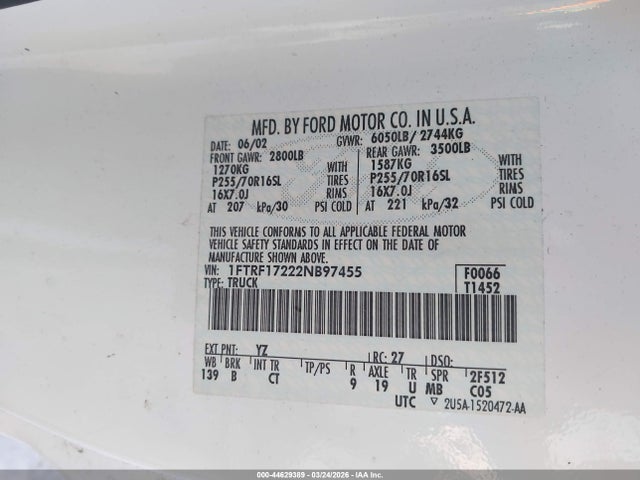 MFD. BY FORD MOTOR CO. IN U.S.A.
DATE: 06/02 GVWR: 6050LB/ 2744KG
FRONT GAWR: 2800LB REAR GAWR: 3500LB
1270KG WITH 1587KG WITH
P255/70R16SL TIRES P255/70R16SL TIRES
16X7.0J RIMS 16X7.0J RIMS
AT 207 kPa/30 PSI COLD AT 221 kPa/32 PSI COLD
THIS VEHICLE CONFORMS TO ALL APPLICABLE FEDERAL MOTOR
VEHICLE SAFETY STANDARDS IN EFFECT ON THE DATE OF
MANUFACTURE SHOWN ABOVE.
VIN: 1FTRF17222NB97455 F0066
TYPE: TRUCK T1452
EXT PNT: YZ RC: 27 DSO:
WB BRK INT TR TP/PS R AXLE TR SPR 2F512
139 B CT 9 19 U MB C05
UTC ▽ 2U5A-1520472-AA
000-44629389 - 03/24/2026 - IAAI.com